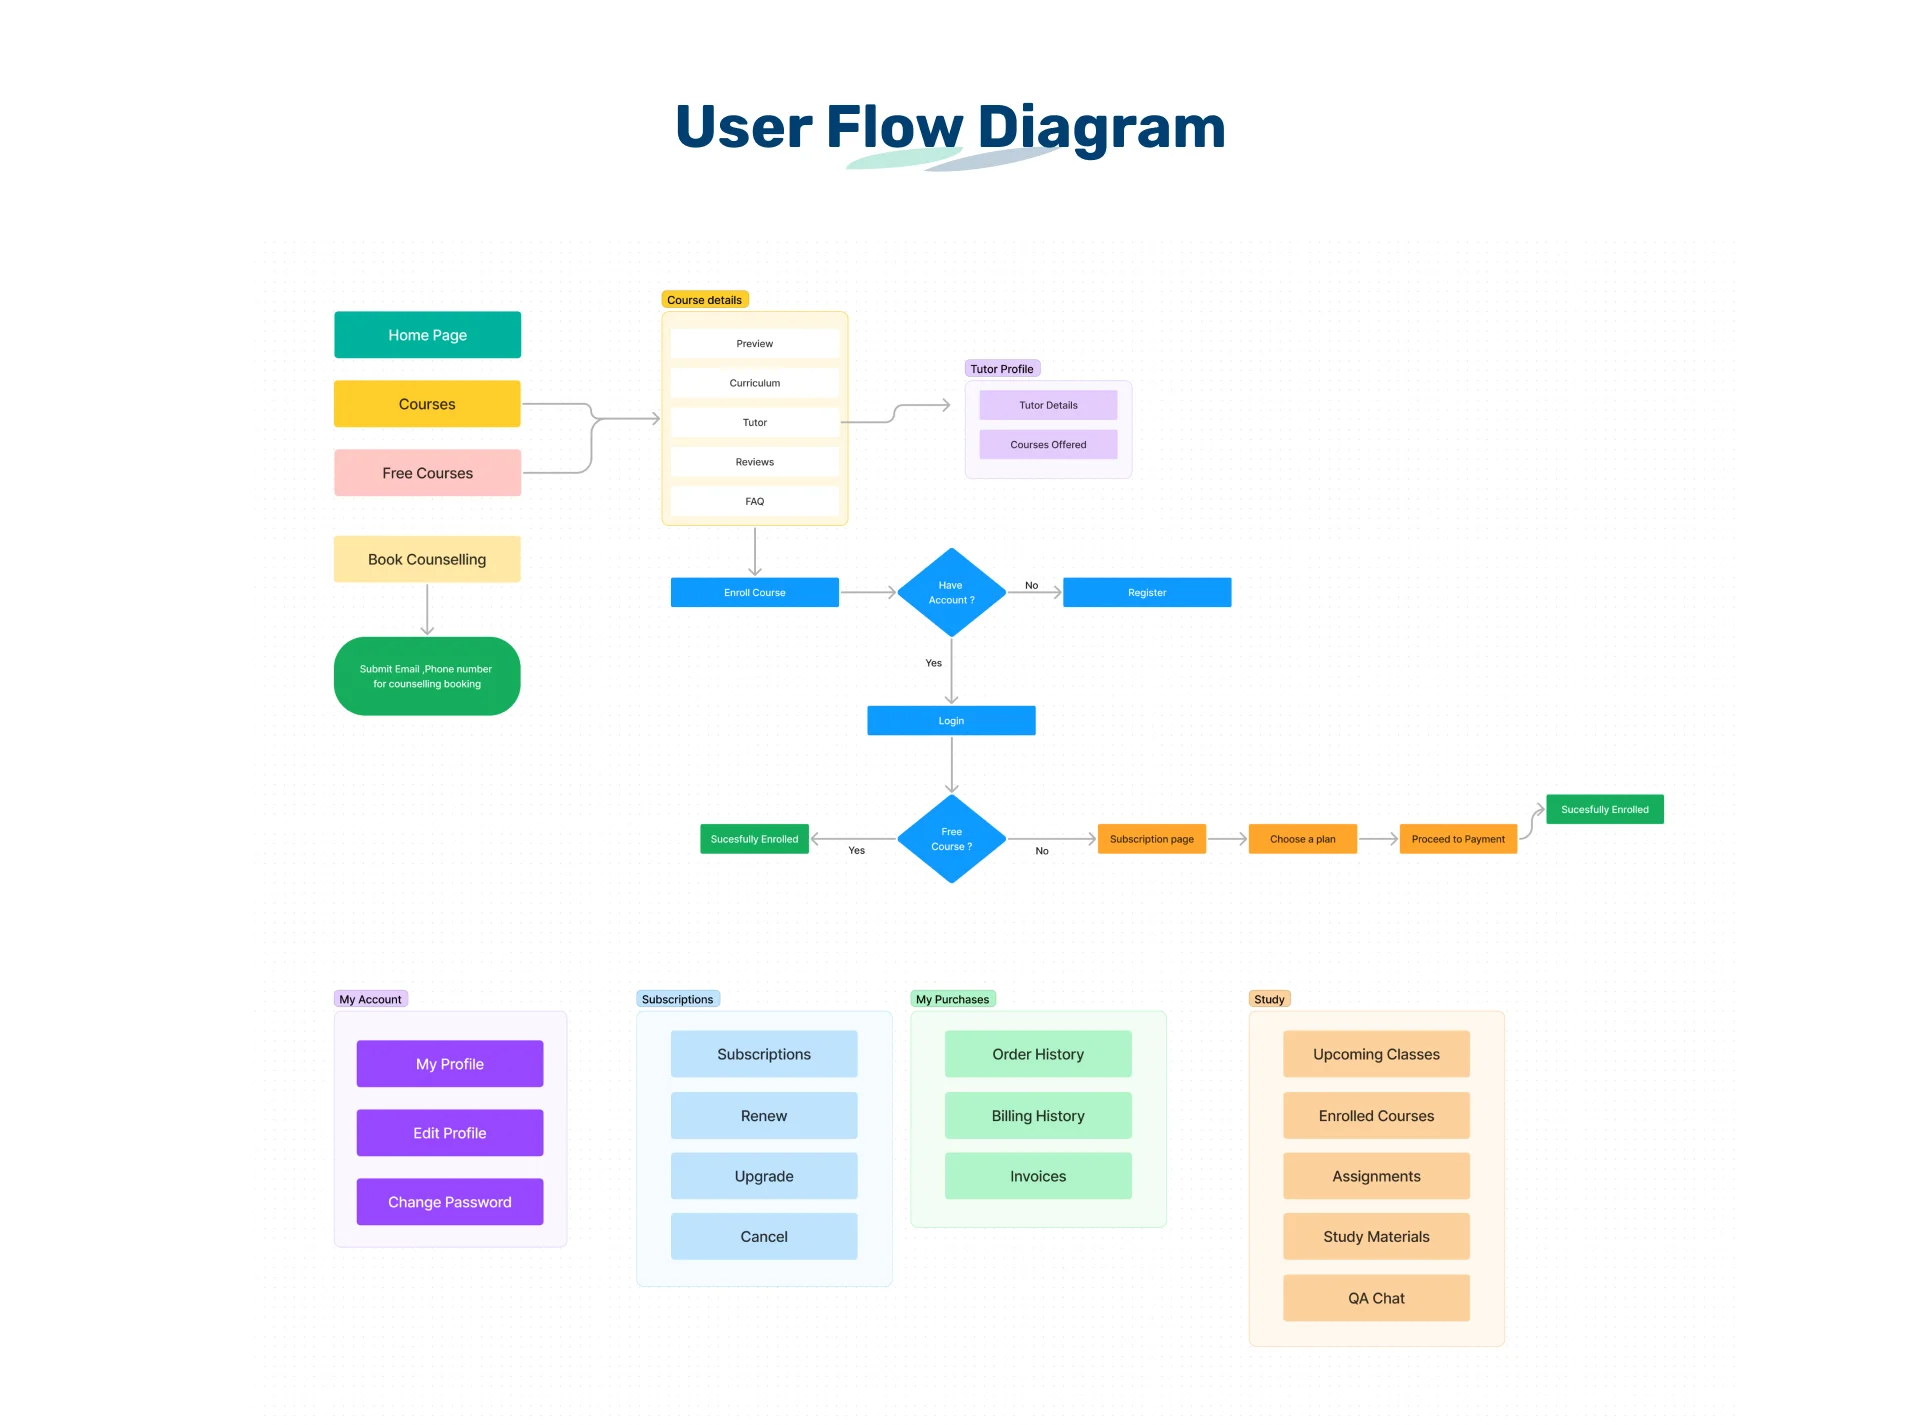 User Flow Diagram
Home Page
Courses
Free Courses
Book Counselling
Submit Email ,Phone number
for counselling booking
Course details
Preview
Curriculum
Tutor
Reviews
FAQ
Tutor Profile
Tutor Details
Courses Offered
Enroll Course
Have
Account ?
No
Register
Yes
Login
Free
Course ?
Yes
Sucesfully Enrolled
No
Subscription page
Choose a plan
Proceed to Payment
Sucesfully Enrolled
My Account
My Profile
Edit Profile
Change Password
Subscriptions
Subscriptions
Renew
Upgrade
Cancel
My Purchases
Order History
Billing History
Invoices
Study
Upcoming Classes
Enrolled Courses
Assignments
Study Materials
QA Chat